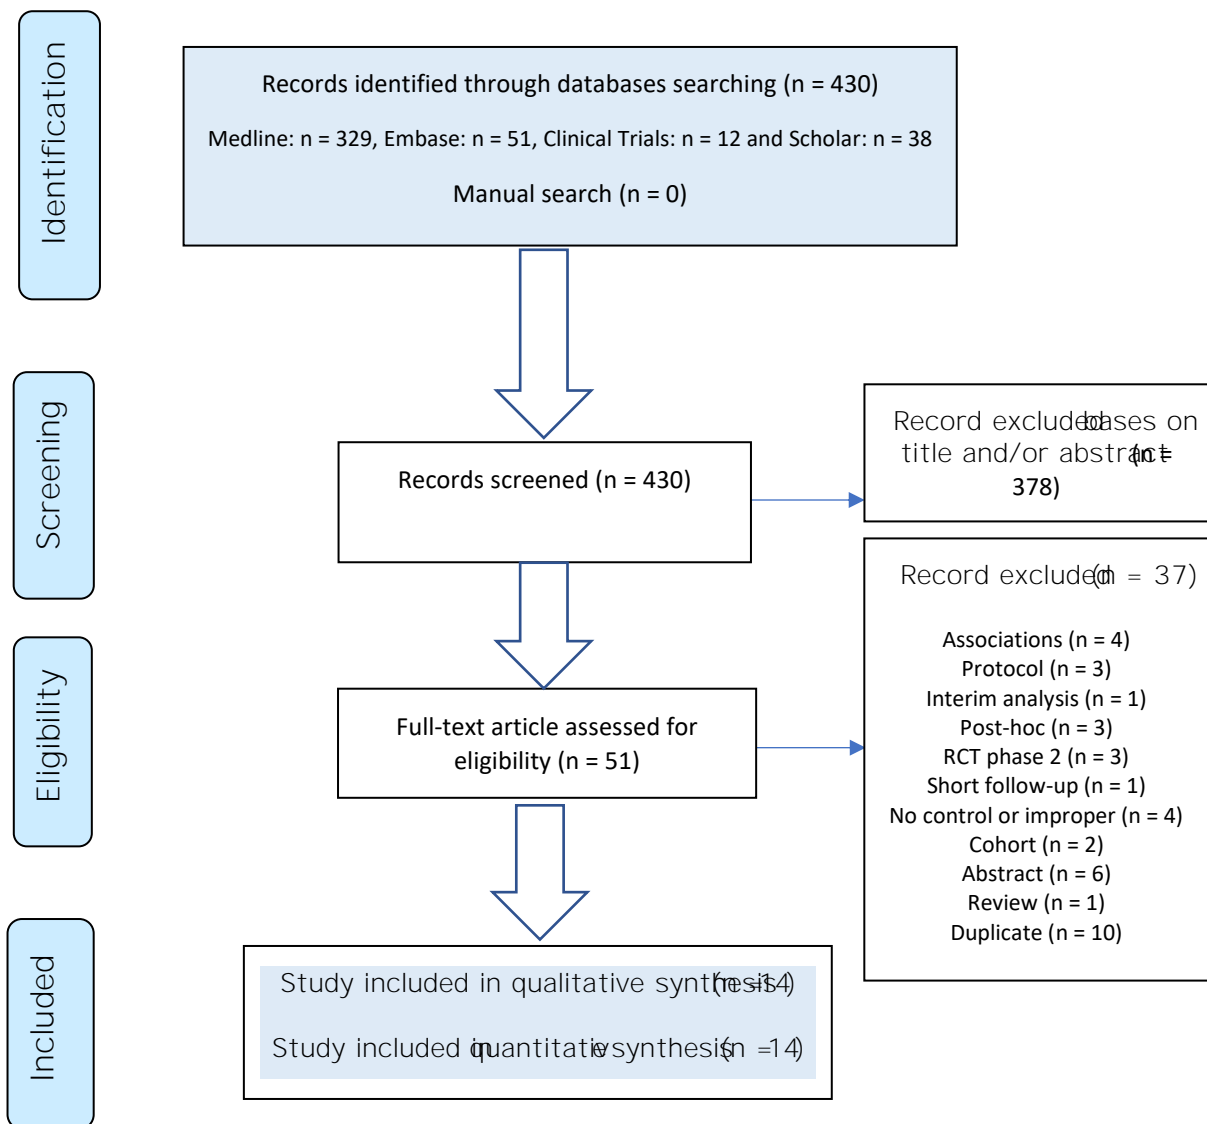 Identification
Records identified through databases searching (n = 430)
Medline: n = 329, Embase: n = 51, Clinical Trials: n = 12 and Scholar: n = 38
Manual search (n = 0)
Screening
Records screened (n = 430)
Record excluded bases on
title and/or abstract (n =
378)
Eligibility
Full-text article assessed for
eligibility (n = 51)
Record excluded (n = 37)
Associations (n = 4)
Protocol (n = 3)
Interim analysis (n = 1)
Post-hoc (n = 3)
RCT phase 2 (n = 3)
Short follow-up (n = 1)
No control or improper (n = 4)
Cohort (n = 2)
Abstract (n = 6)
Review (n = 1)
Duplicate (n = 10)
Included
Study included in qualitative synthesis (n =14)
Study included in quantitative synthesis (n =14)